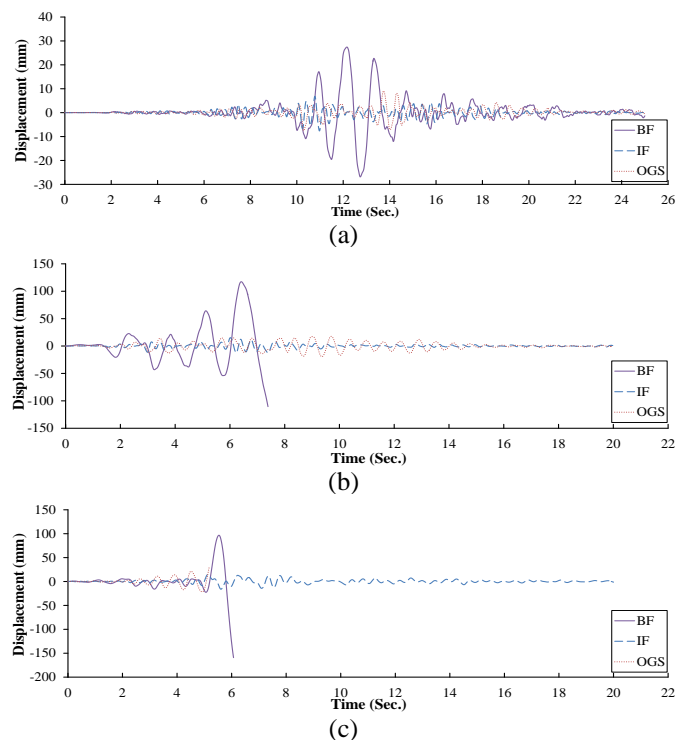 40
30
20
10
0
-10
-20
-30
Displacement (mm)
0 2 4 6 8 10 12 14 16 18 20 22 24 26
Time (Sec.)
BF
IF
OGS
(a)
150
100
50
0
-50
-100
-150
Displacement (mm)
0 2 4 6 8 10 12 14 16 18 20 22
Time (Sec.)
BF
IF
OGS
(b)
150
100
50
0
-50
-100
-150
-200
Displacement (mm)
0 2 4 6 8 10 12 14 16 18 20 22
Time (Sec.)
BF
IF
OGS
(c)